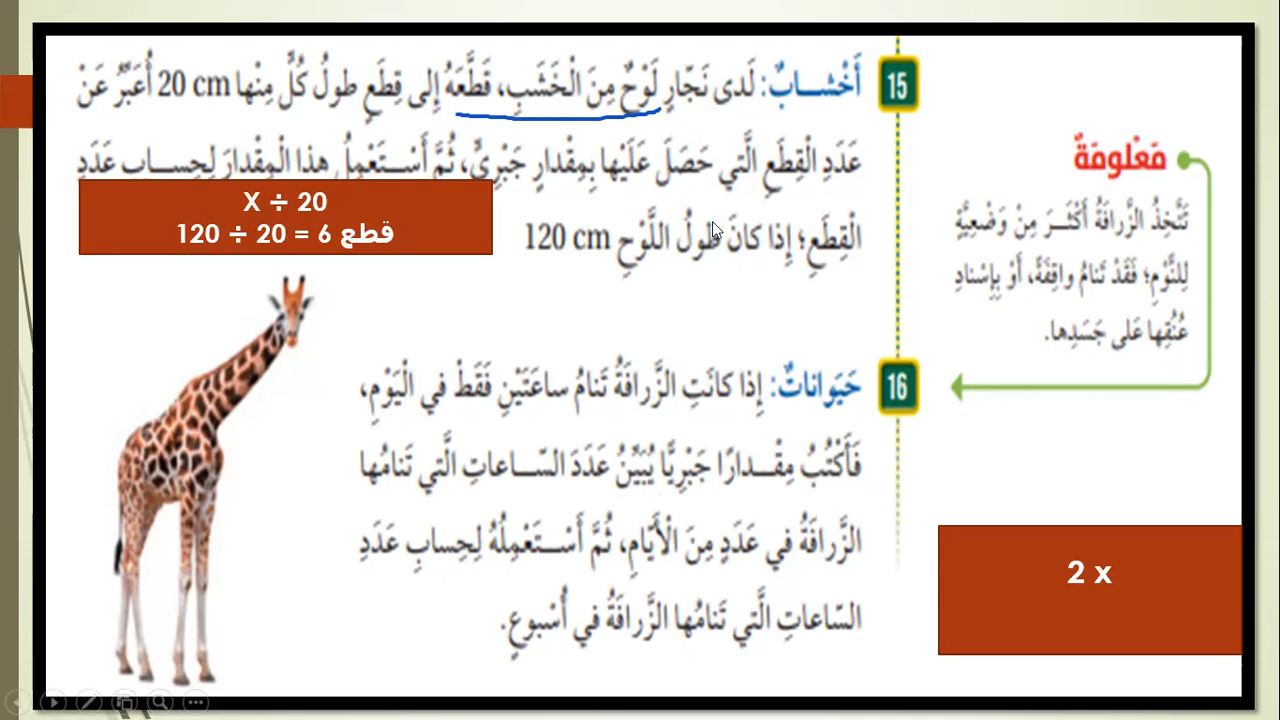 15 أَخْشابٌ: لَدى نَجّارٍ لَوْحٌ مِنَ الْخَشَبِ، قَطَّعَهُ إِلى قِطَعٍ طولُ كُلٍّ مِنْها 20 cm أُعَبِّرُ عَنْ
عَدَدِ الْقِطَعِ الَّتي حَصَلَ عَلَيْها بِمِقْدارٍ جَبْرِيٍّ، ثُمَّ أَسْتَعْمِلُ هذا الْمِقْدارَ لِحِسابِ عَدَدِ
الْقِطَعِ؛ إِذا كانَ طولُ اللَّوْحِ 120 cm
X ÷ 20
120 ÷ 20 = 6 قطع
مَعْلومَةٌ
تَتَّخِذُ الزَّرافَةُ أَكْثَرَ مِنْ وَضْعِيَّةٍ
لِلنَّوْمِ؛ فَقَدْ تَنامُ واقِفَةً، أَوْ بِإِسْنادِ
عُنُقِها عَلى جَسَدِها.
16 حَيَواناتٌ: إِذا كانَتِ الزَّرافَةُ تَنامُ ساعَتَيْنِ فَقَطْ في الْيَوْمِ،
فَأَكْتُبُ مِقْدارًا جَبْرِيًّا يُبَيِّنُ عَدَدَ السّاعاتِ الَّتي تَنامُها
الزَّرافَةُ في عَدَدٍ مِنَ الْأَيّامِ، ثُمَّ أَسْتَعْمِلُهُ لِحِسابِ عَدَدِ
السّاعاتِ الَّتي تَنامُها الزَّرافَةُ في أُسْبوعٍ.
2 x